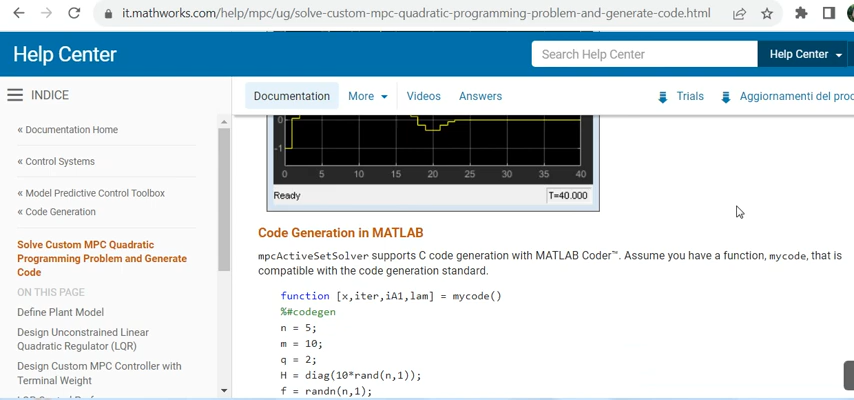 it.mathworks.com/help/mpc/ug/solve-custom-mpc-quadratic-programming-problem-and-generate-code.html
Help Center
Search Help Center
Help Center
INDICE
Documentation
More
Videos
Answers
Trials
Aggiornamenti del proc
« Documentation Home
« Control Systems
« Model Predictive Control Toolbox
« Code Generation
Solve Custom MPC Quadratic
Programming Problem and Generate
Code
ON THIS PAGE
Define Plant Model
Design Unconstrained Linear
Quadratic Regulator (LQR)
Design Custom MPC Controller with
Terminal Weight
0
-1
0 5 10 15 20 25 30 35 40
Ready
T=40.000
Code Generation in MATLAB
mpcActiveSetSolver supports C code generation with MATLAB Coder™. Assume you have a function, mycode, that is
compatible with the code generation standard.
function [x,iter,iA1,lam] = mycode()
%#codegen
n = 5;
m = 10;
q = 2;
H = diag(10*rand(n,1));
f = randn(n,1);